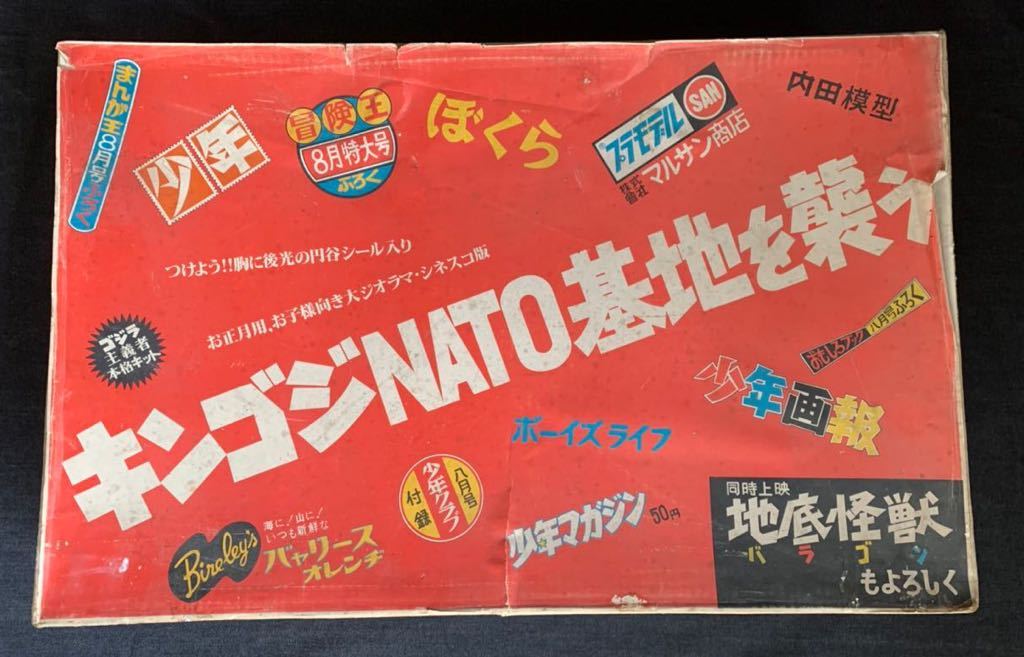 まんが王8月号ふろく
少年
冒険王
8月特大号
ふろく
ぼくら
プラモデル SAN
株式會社 マルサン商店
内田模型
つけよう!!胸に後光の円谷シール入り
お正月用、お子様向き大ジオラマ・シネスコ版
ゴジラ
主義者
本格キット
キンゴジNATO基地を襲う
おもしろブック 八月号ふろく
少年画報
ボーイズライフ
八月号
少年クラブ
付録
少年マガジン 50円
Bireley's
海に!山に!
いつも新鮮な
バャリース
オレンヂ
同時上映
地底怪獣
バラゴン
もよろしく